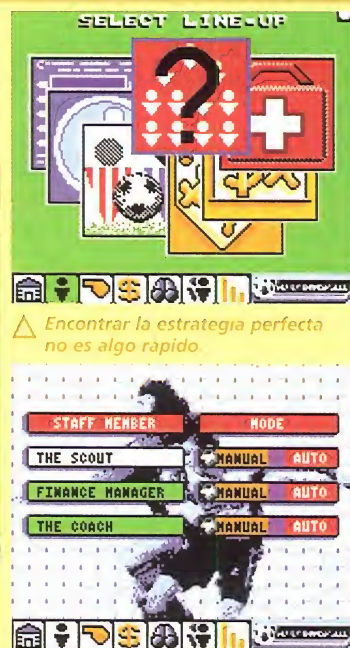 SELECT LINE-UP
Encontrar la estrategia perfecta
no es algo rápido.
STAFF MEMBER MODE
THE SCOUT MANUAL AUTO
FINANCE MANAGER MANUAL AUTO
THE COACH MANUAL AUTO